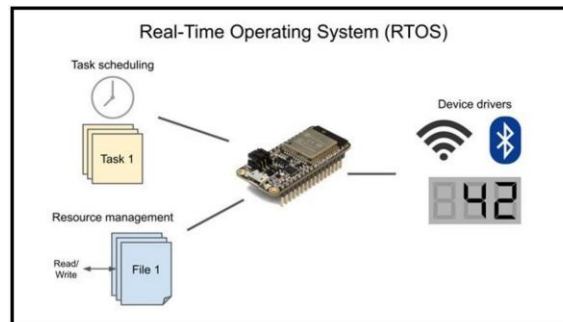 Real-Time Operating System (RTOS)
Task scheduling
Task 1
Device drivers
42
Resource management
Read/
Write
File 1